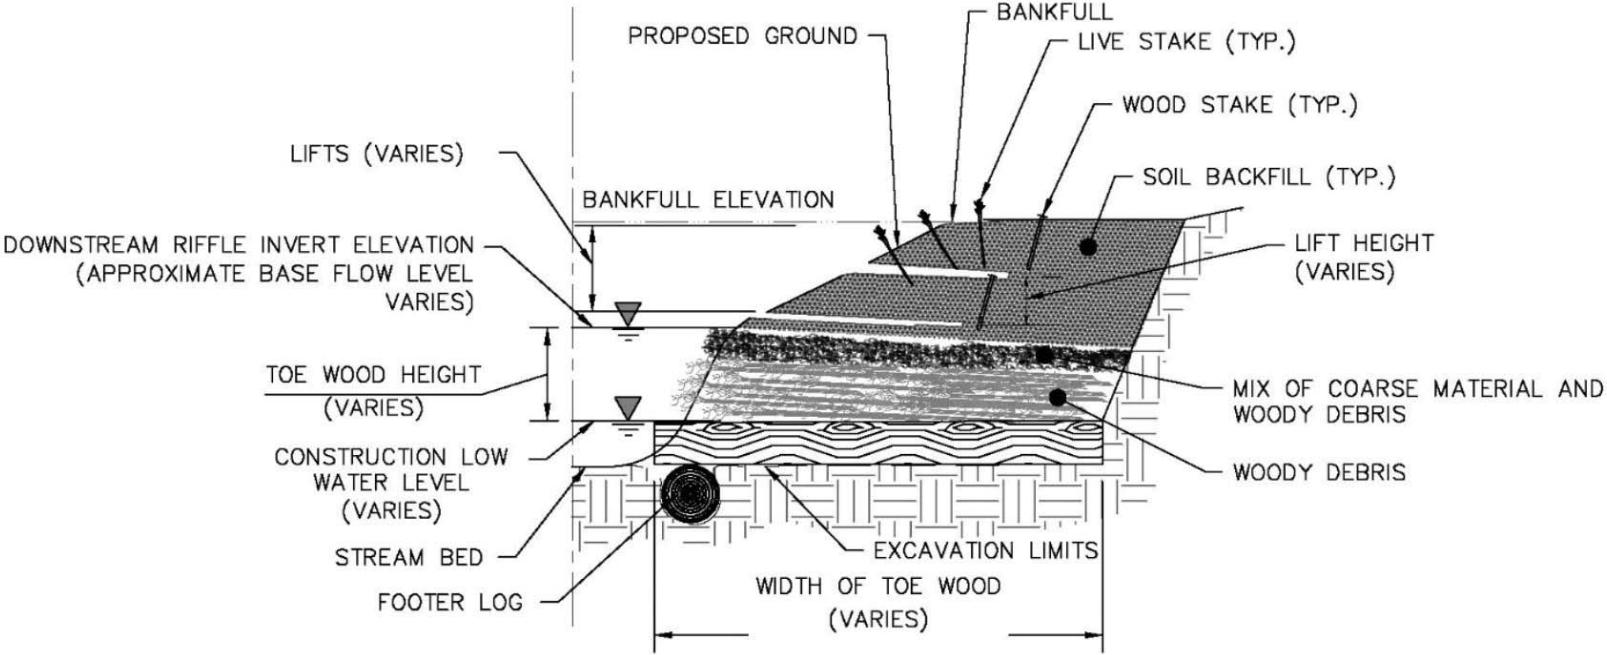 BANKFULL
PROPOSED GROUND
LIVE STAKE (TYP.)
WOOD STAKE (TYP.)
LIFTS (VARIES)
SOIL BACKFILL (TYP.)
BANKFULL ELEVATION
DOWNSTREAM RIFFLE INVERT ELEVATION
(APPROXIMATE BASE FLOW LEVEL
VARIES)
LIFT HEIGHT
(VARIES)
TOE WOOD HEIGHT
(VARIES)
MIX OF COARSE MATERIAL AND
WOODY DEBRIS
CONSTRUCTION LOW
WATER LEVEL
(VARIES)
WOODY DEBRIS
STREAM BED
EXCAVATION LIMITS
FOOTER LOG
WIDTH OF TOE WOOD
(VARIES)